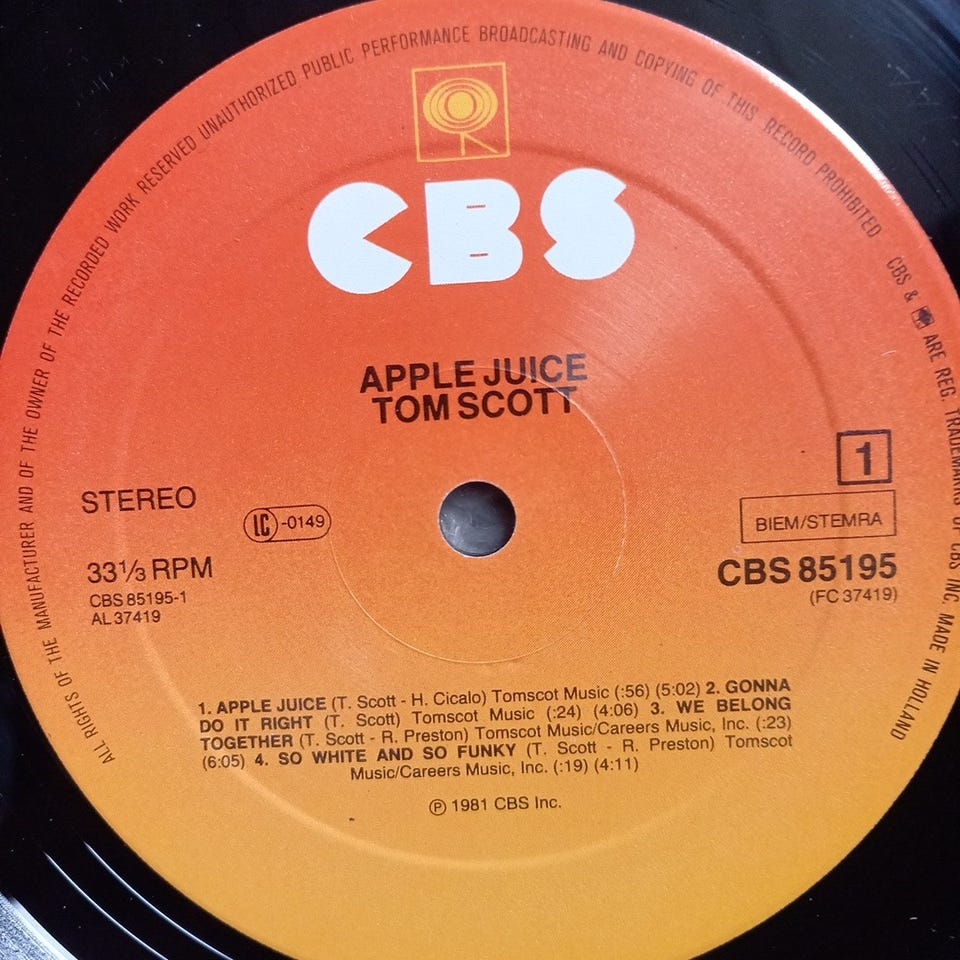 ALL RIGHTS OF THE MANUFACTURER AND OF THE OWNER OF THE RECORDED WORK RESERVED UNAUTHORIZED PUBLIC PERFORMANCE BROADCASTING AND COPYING OF THIS RECORD PROHIBITED
CBS & ARE REG. TRADEMARKS OF CBS INC. MADE IN HOLLAND
CBS
APPLE JUICE
TOM SCOTT
1
STEREO
LC-0149
BIEM/STEMRA
33⅓ RPM
CBS 85195
CBS 85195-1
(FC 37419)
AL 37419
1. APPLE JUICE (T. Scott - H. Cicalo) Tomscot Music (:56) (5:02) 2. GONNA
DO IT RIGHT (T. Scott) Tomscot Music (:24) (4:06) 3. WE BELONG
TOGETHER (T. Scott - R. Preston) Tomscot Music/Careers Music, Inc. (:23)
(6:05) 4. SO WHITE AND SO FUNKY (T. Scott - R. Preston) Tomscot
Music/Careers Music, Inc. (:19) (4:11)
℗ 1981 CBS Inc.